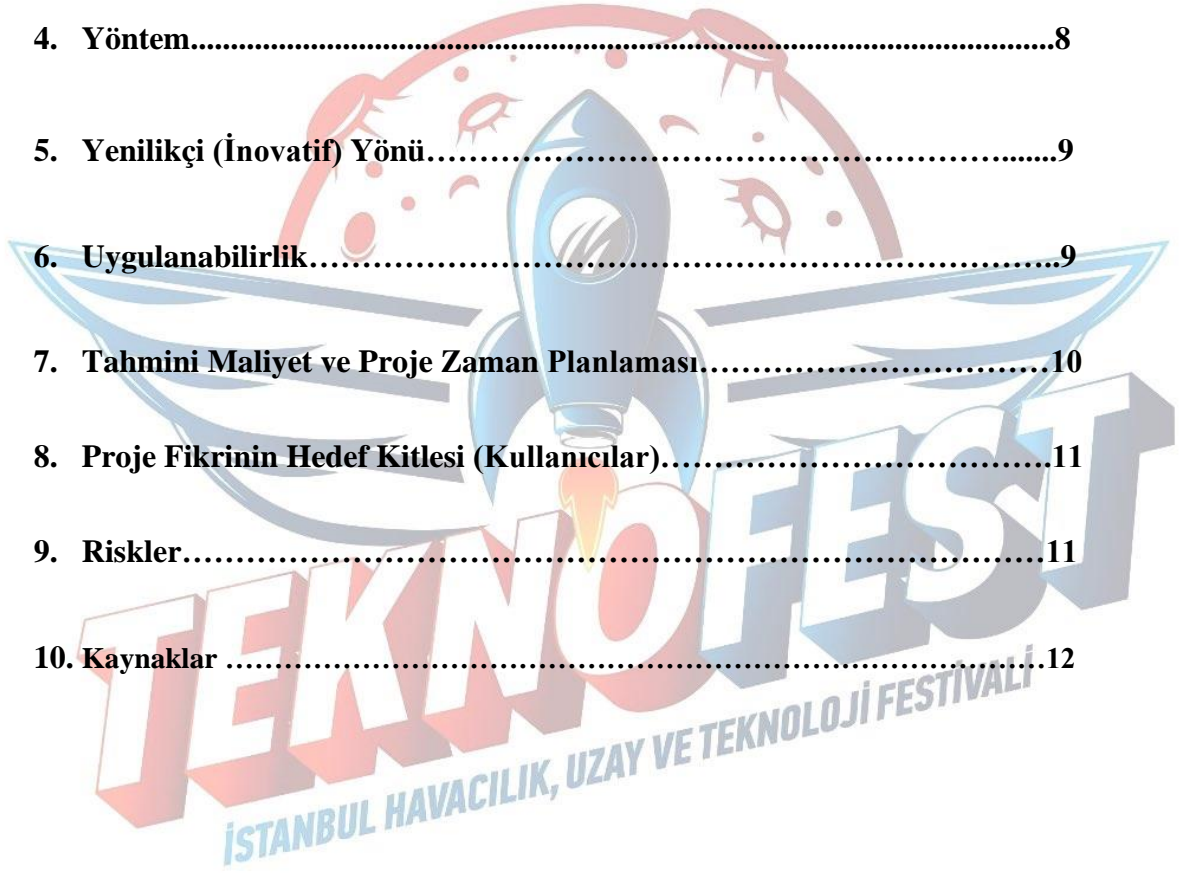 4. Yöntem..............................................................................................................8
5. Yenilikçi (İnovatif) Yönü……………………………………………………….......9
6. Uygulanabilirlik………………………………………………………………………..9
7. Tahmini Maliyet ve Proje Zaman Planlaması……………………………10
8. Proje Fikrinin Hedef Kitlesi (Kullanıcılar)………………………………….11
9. Riskler…………………………………………………………………………11
10. Kaynaklar ………………………………………………………………………12
TEKNOFEST
İSTANBUL HAVACILIK, UZAY VE TEKNOLOJİ FESTİVALİ